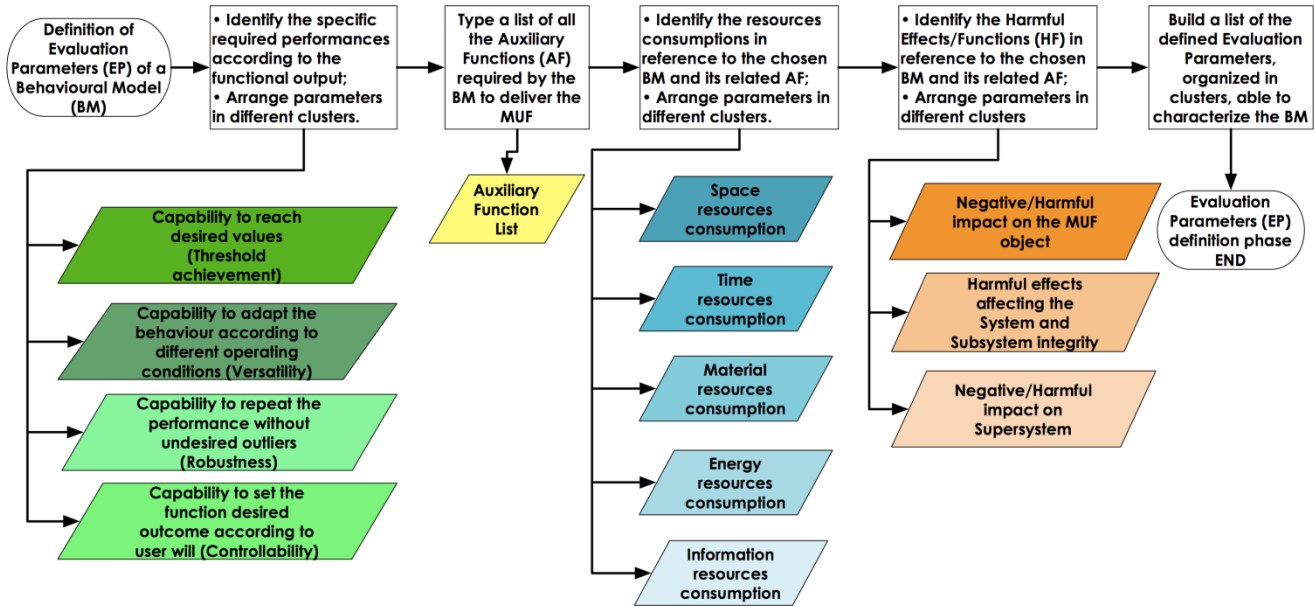 Definition of
Evaluation
Parameters (EP) of a
Behavioural Model
(BM)
• Identify the specific
required performances
according to the
functional output;
• Arrange parameters
in different clusters.
Type a list of all
the Auxiliary
Functions (AF)
required by the
BM to deliver the
MUF
• Identify the resources
consumptions in
reference to the chosen
BM and its related AF;
• Arrange parameters in
different clusters.
• Identify the Harmful
Effects/Functions (HF) in
reference to the chosen
BM and its related AF;
• Arrange parameters in
different clusters
Build a list of the
defined Evaluation
Parameters,
organized in
clusters, able to
characterize the BM
Capability to reach
desired values
(Threshold
achievement)
Capability to adapt the
behaviour according to
different operating
conditions (Versatility)
Capability to repeat the
performance without
undesired outliers
(Robustness)
Capability to set the
function desired
outcome according to
user will (Controllability)
Auxiliary
Function
List
Space
resources
consumption
Time
resources
consumption
Material
resources
consumption
Energy
resources
consumption
Information
resources
consumption
Negative/Harmful
impact on the MUF
object
Harmful effects
affecting the
System and
Subsystem integrity
Negative/Harmful
impact on
Supersystem
Evaluation
Parameters (EP)
definition phase
END